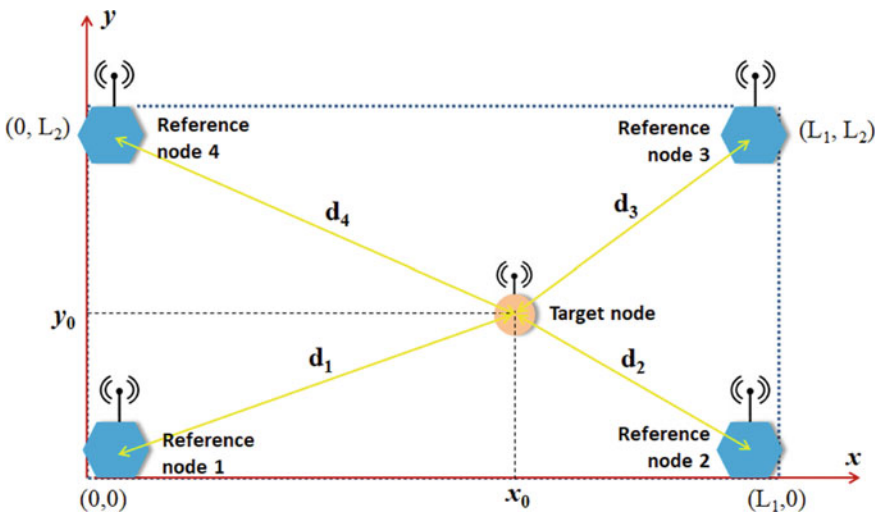 y
(0, L₂)
Reference
node 4
Reference
node 3
(L₁, L₂)
d₄
d₃
y₀
Target node
d₁
d₂
Reference
node 1
Reference
node 2
x
(0,0)
x₀
(L₁,0)